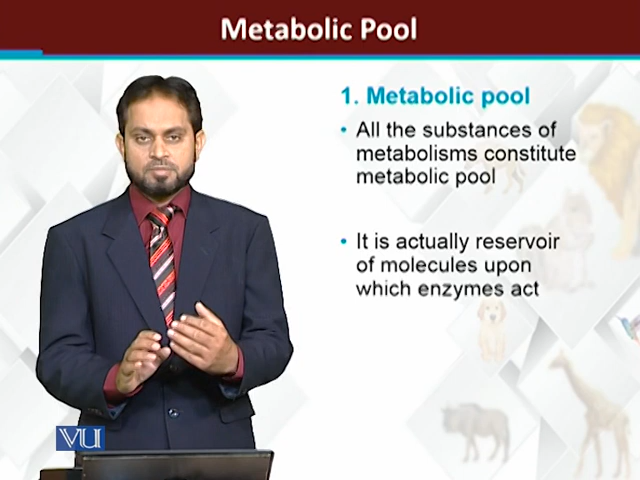 Metabolic Pool
1. Metabolic pool
• All the substances of
metabolisms constitute
metabolic pool
• It is actually reservoir
of molecules upon
which enzymes act
VU